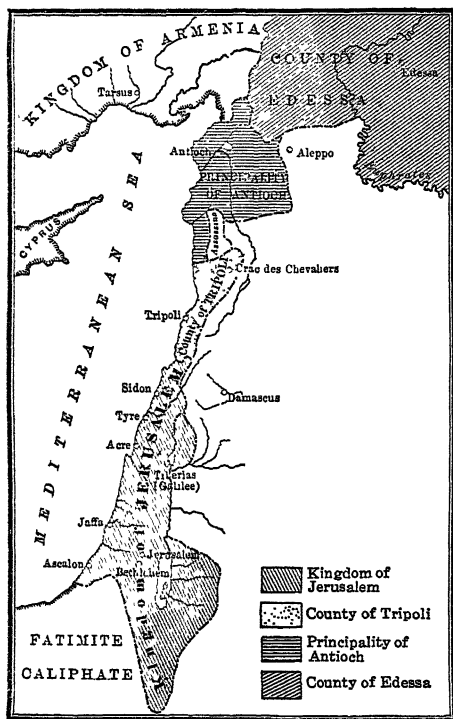 KINGDOM OF ARMENIA
COUNTY OF
EDESSA
Edessa
Tarsus
Antioch
Aleppo
Euphrates
PRINCIPALITY
OF ANTIOCH
CYPRUS
Assassins
Crac des Chevaliers
County of TRIPOLI
Tripoli
MEDITERRANEAN SEA
Sidon
Damascus
Tyre
Acre
Tiberias
(Galilee)
Kingdom of JERUSALEM
Jaffa
Jerusalem
Ascalon
Bethlehem
FATIMITE
CALIPHATE
Kingdom of
Jerusalem
County of Tripoli
Principality of
Antioch
County of Edessa